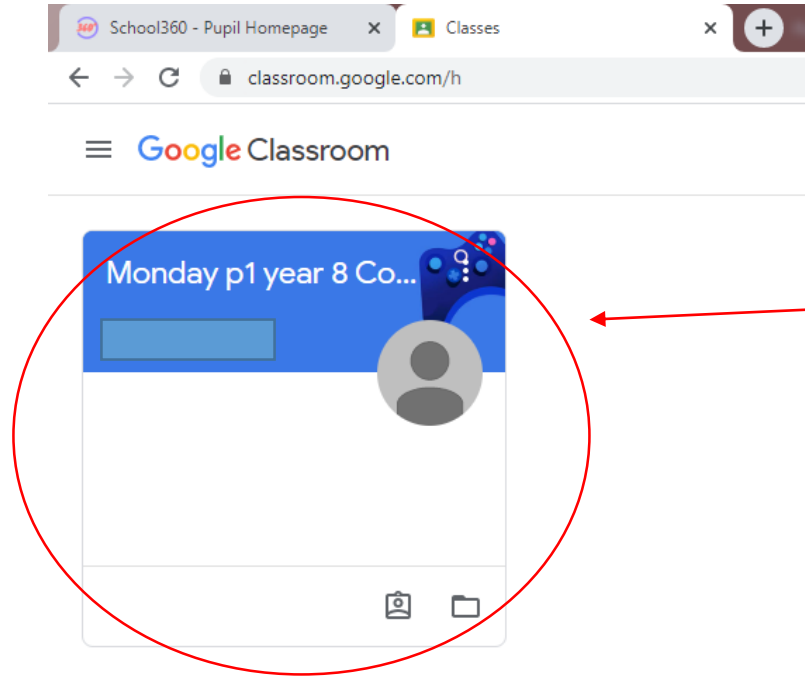 School360 - Pupil Homepage
Classes
classroom.google.com/h
Google Classroom
Monday p1 year 8 Co...